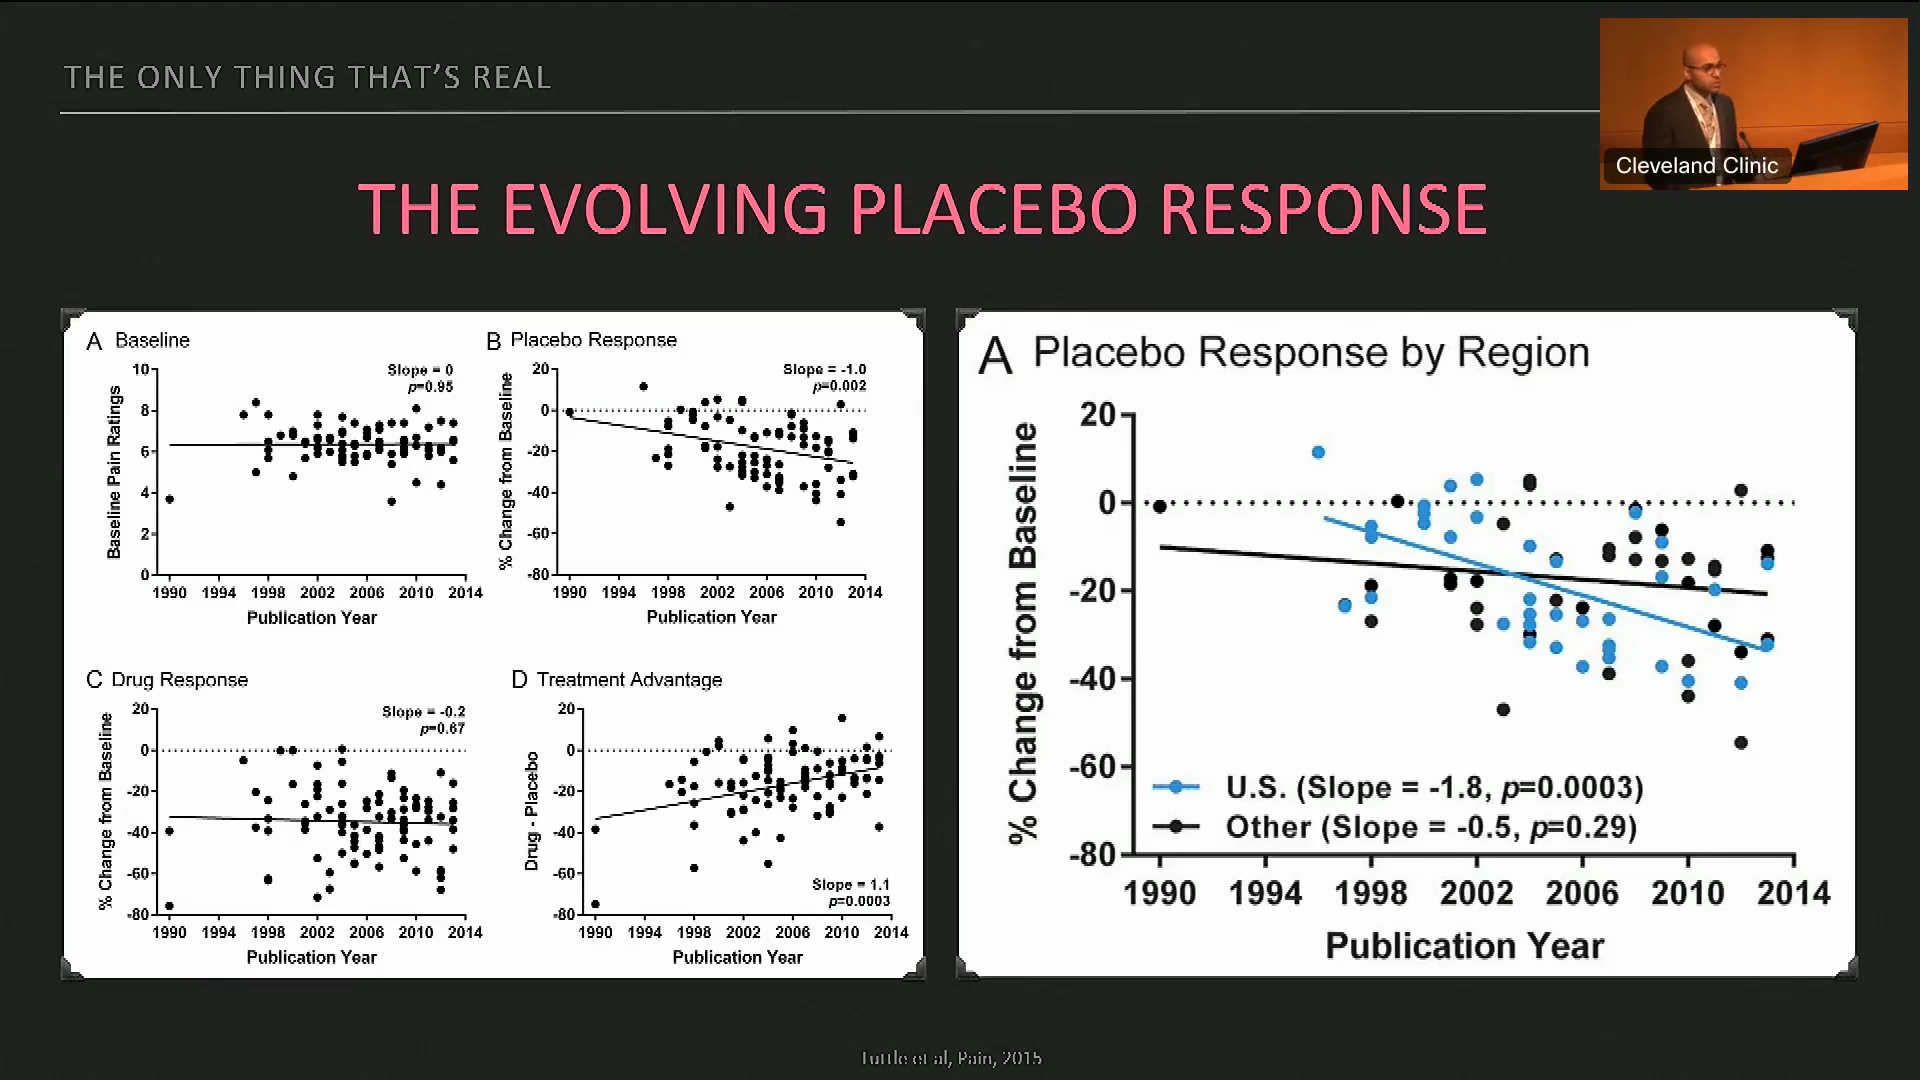 THE ONLY THING THAT'S REAL
Cleveland Clinic
THE EVOLVING PLACEBO RESPONSE
A Baseline
Slope = 0
p=0.95
Baseline Pain Ratings
10
8
6
4
2
0
1990 1994 1998 2002 2006 2010 2014
Publication Year
B Placebo Response
Slope = -1.0
p=0.002
% Change from Baseline
20
0
-20
-40
-60
-80
1990 1994 1998 2002 2006 2010 2014
Publication Year
C Drug Response
Slope = -0.2
p=0.67
% Change from Baseline
20
0
-20
-40
-60
-80
1990 1994 1998 2002 2006 2010 2014
Publication Year
D Treatment Advantage
Drug - Placebo
20
0
-20
-40
-60
-80
Slope = 1.1
p=0.0003
1990 1994 1998 2002 2006 2010 2014
Publication Year
A Placebo Response by Region
% Change from Baseline
20
0
-20
-40
-60
-80
U.S. (Slope = -1.8, p=0.0003)
Other (Slope = -0.5, p=0.29)
1990 1994 1998 2002 2006 2010 2014
Publication Year
Tuttle et al, Pain, 2015